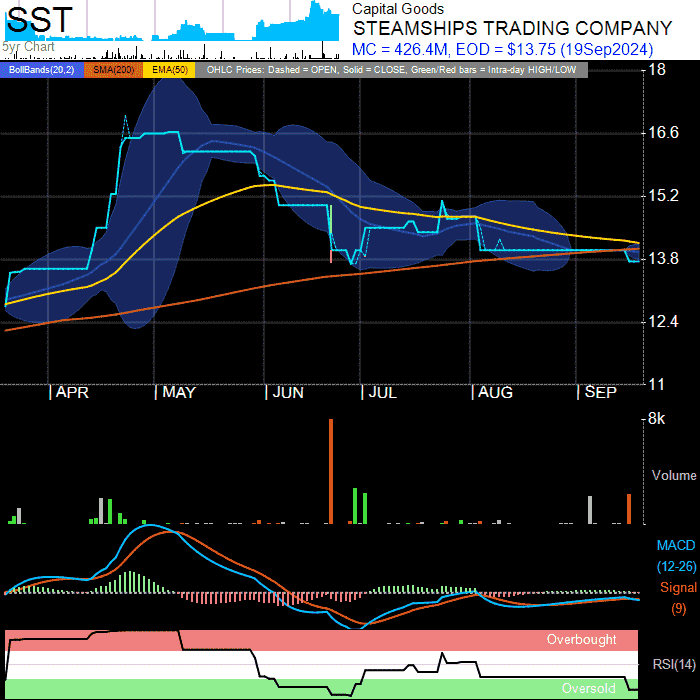 SST
5yr Chart
Capital Goods
STEAMSHIPS TRADING COMPANY
MC = 426.4M, EOD = $13.75 (19Sep2024)
BollBands(20,2) SMA(200) EMA(50) OHLC Prices: Dashed = OPEN, Solid = CLOSE, Green/Red bars = Intra-day HIGH/LOW
18
16.6
15.2
13.8
12.4
11
APR MAY JUN JUL AUG SEP
8k
Volume
MACD
(12-26)
Signal
(9)
Overbought
RSI(14)
Oversold